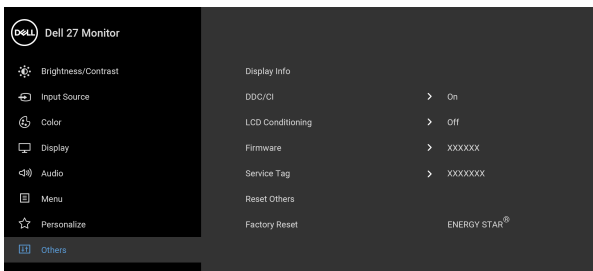 DELL Dell 27 Monitor
Brightness/Contrast
Input Source
Color
Display
Audio
Menu
Personalize
Others
Display Info
DDC/CI > On
LCD Conditioning > Off
Firmware > XXXXXX
Service Tag > XXXXXXX
Reset Others
Factory Reset ENERGY STAR®